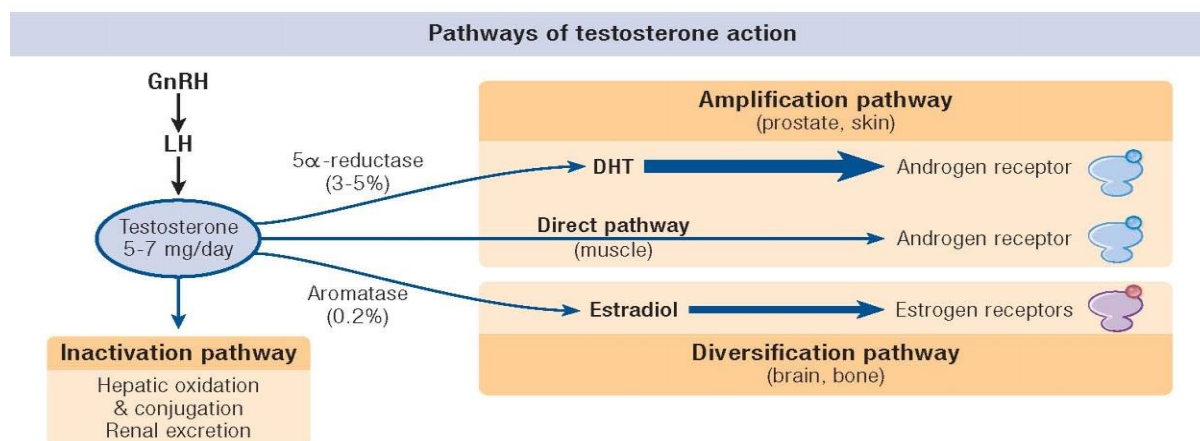 Pathways of testosterone action
GnRH
LH
Testosterone
5-7 mg/day
5α-reductase
(3-5%)
Aromatase
(0.2%)
Inactivation pathway
Hepatic oxidation
& conjugation
Renal excretion
Amplification pathway
(prostate, skin)
DHT
Androgen receptor
Direct pathway
(muscle)
Androgen receptor
Estradiol
Estrogen receptors
Diversification pathway
(brain, bone)